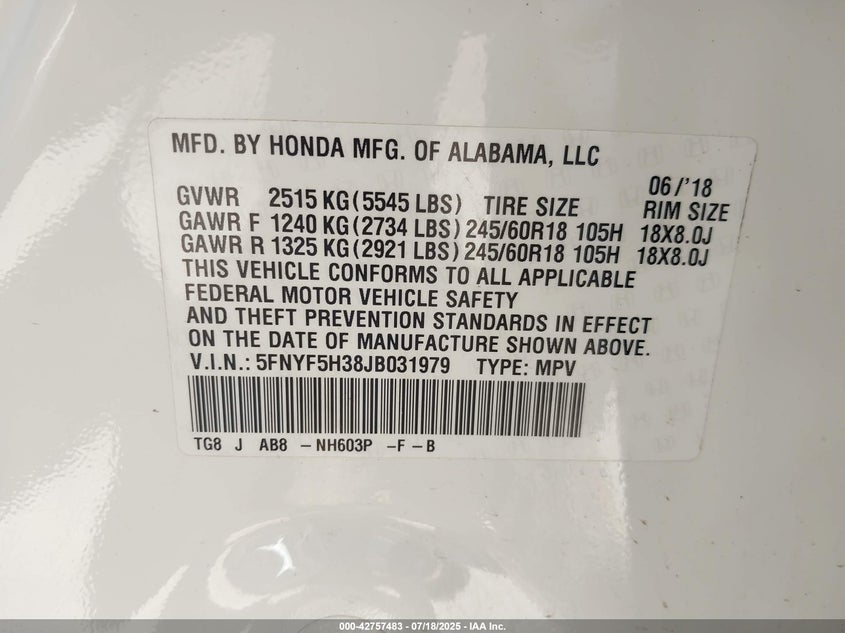 MFD. BY HONDA MFG. OF ALABAMA, LLC
06/'18
GVWR 2515 KG(5545 LBS) TIRE SIZE RIM SIZE
GAWR F 1240 KG(2734 LBS) 245/60R18 105H 18X8.0J
GAWR R 1325 KG(2921 LBS) 245/60R18 105H 18X8.0J
THIS VEHICLE CONFORMS TO ALL APPLICABLE
FEDERAL MOTOR VEHICLE SAFETY
AND THEFT PREVENTION STANDARDS IN EFFECT
ON THE DATE OF MANUFACTURE SHOWN ABOVE.
V.I.N.: 5FNYF5H38JB031979 TYPE: MPV
TG8 J AB8 -NH603P -F -B
000-42757483 - 07/18/2025 - IAA Inc.